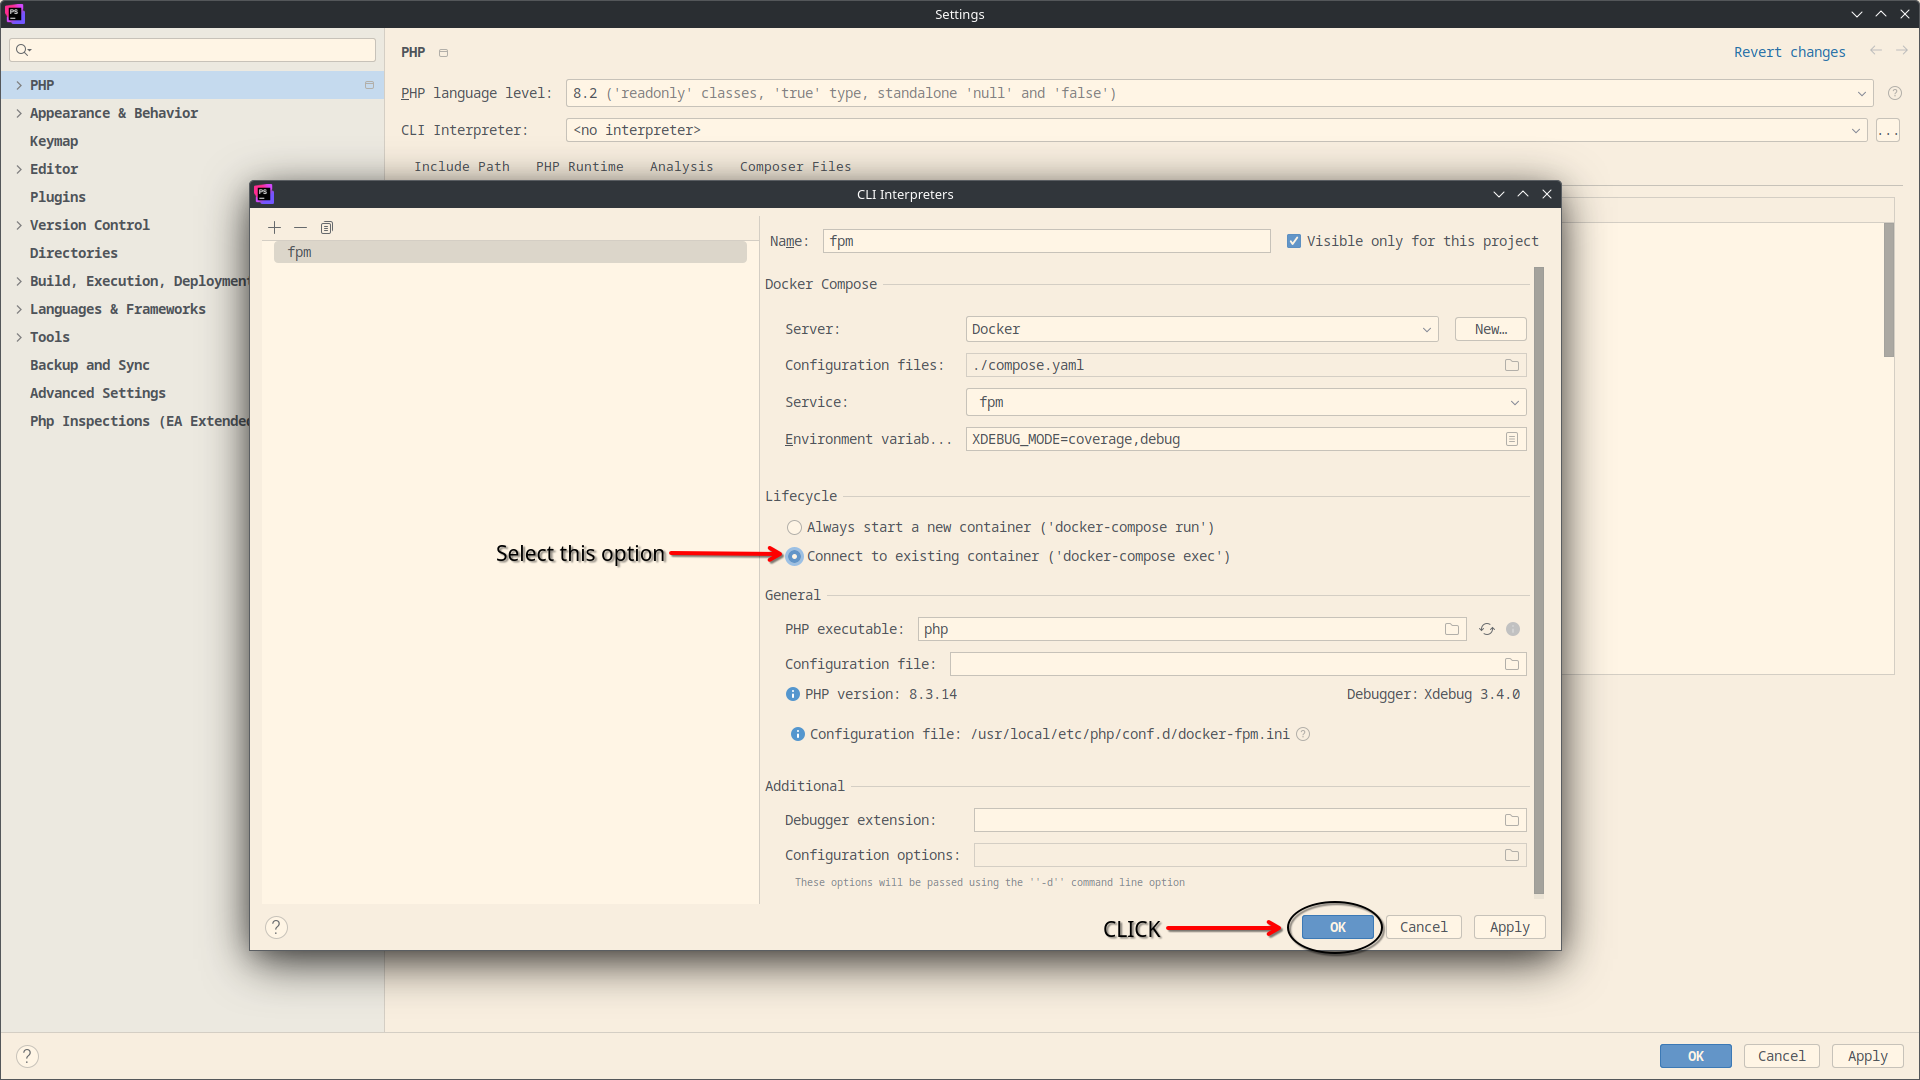 Settings
PHP
Appearance & Behavior
Keymap
Editor
Plugins
Version Control
Directories
Build, Execution, Deployment
Languages & Frameworks
Tools
Backup and Sync
Advanced Settings
Php Inspections (EA Extended
PHP
Revert changes
PHP language level: 8.2 ('readonly' classes, 'true' type, standalone 'null' and 'false')
CLI Interpreter: <no interpreter> ...
Include Path PHP Runtime Analysis Composer Files
CLI Interpreters
fpm
Name: fpm Visible only for this project
Docker Compose
Server: Docker New...
Configuration files: ./compose.yaml
Service: fpm
Environment variab... XDEBUG_MODE=coverage,debug
Lifecycle
Always start a new container ('docker-compose run')
Select this option
Connect to existing container ('docker-compose exec')
General
PHP executable: php
Configuration file:
PHP version: 8.3.14 Debugger: Xdebug 3.4.0
Configuration file: /usr/local/etc/php/conf.d/docker-fpm.ini
Additional
Debugger extension:
Configuration options:
These options will be passed using the ''-d'' command line option
CLICK
OK Cancel Apply
OK Cancel Apply